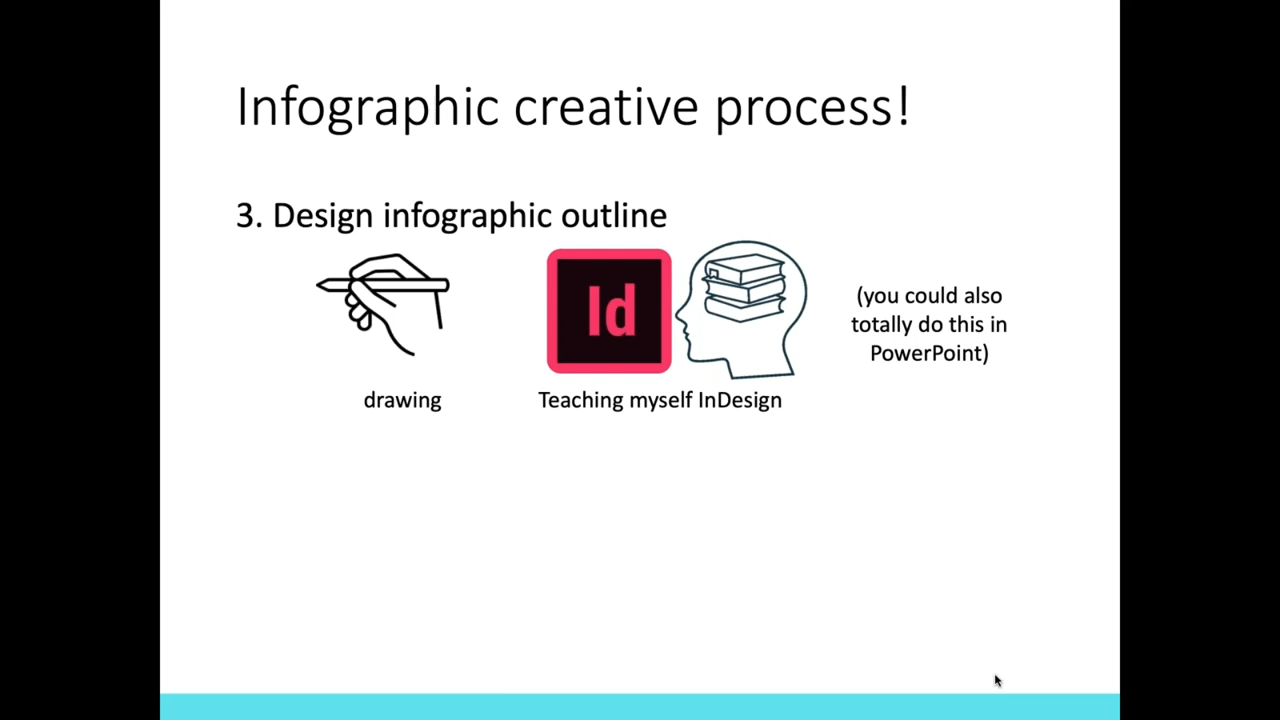 Infographic creative process!
3. Design infographic outline
Id
(you could also
totally do this in
PowerPoint)
drawing
Teaching myself InDesign